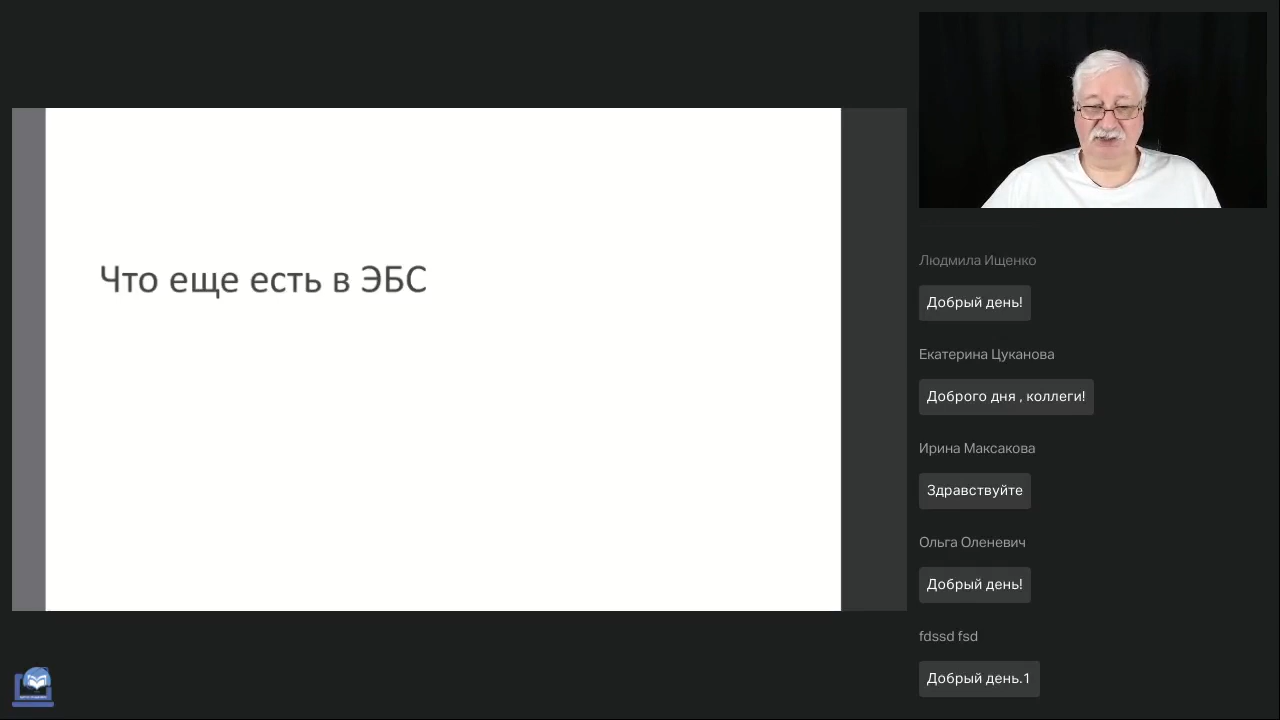 Что еще есть в ЭБС
Людмила Ищенко
Добрый день!
Екатерина Цуканова
Доброго дня , коллеги!
Ирина Максакова
Здравствуйте
Ольга Оленевич
Добрый день!
fdssd fsd
Добрый день.1